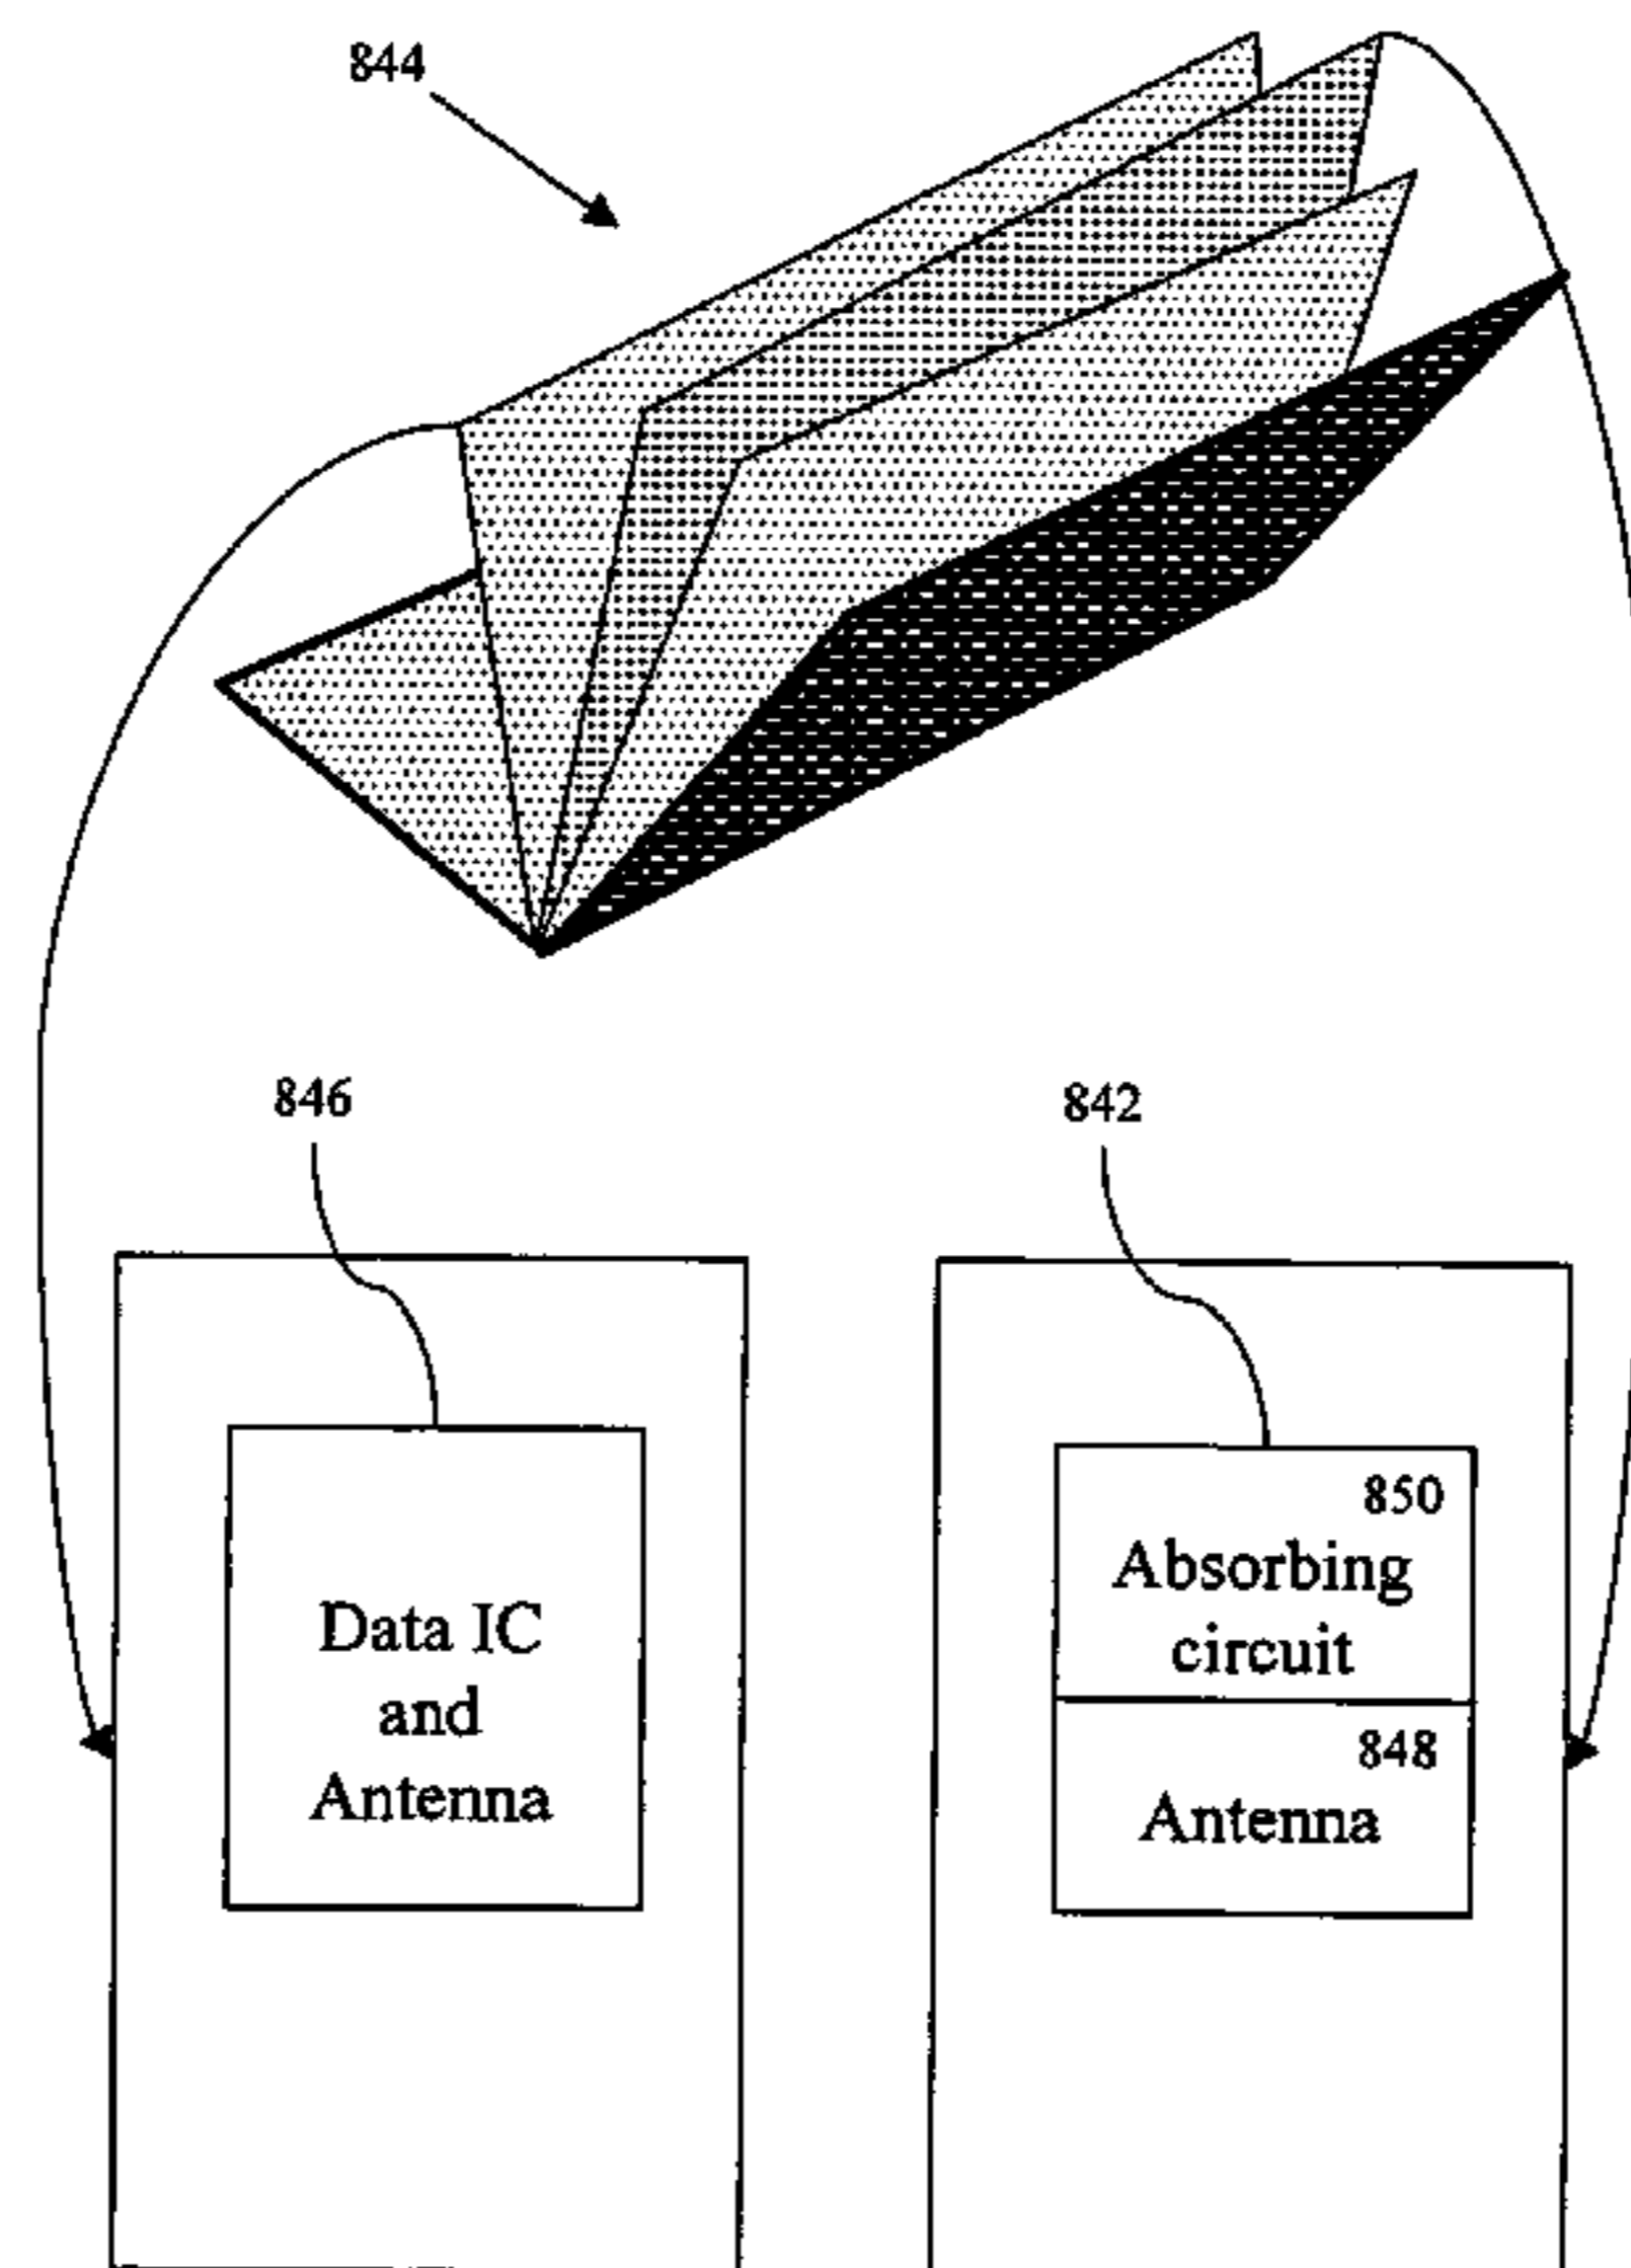 844
846
842
Data IC
and
Antenna
850
Absorbing
circuit
848
Antenna